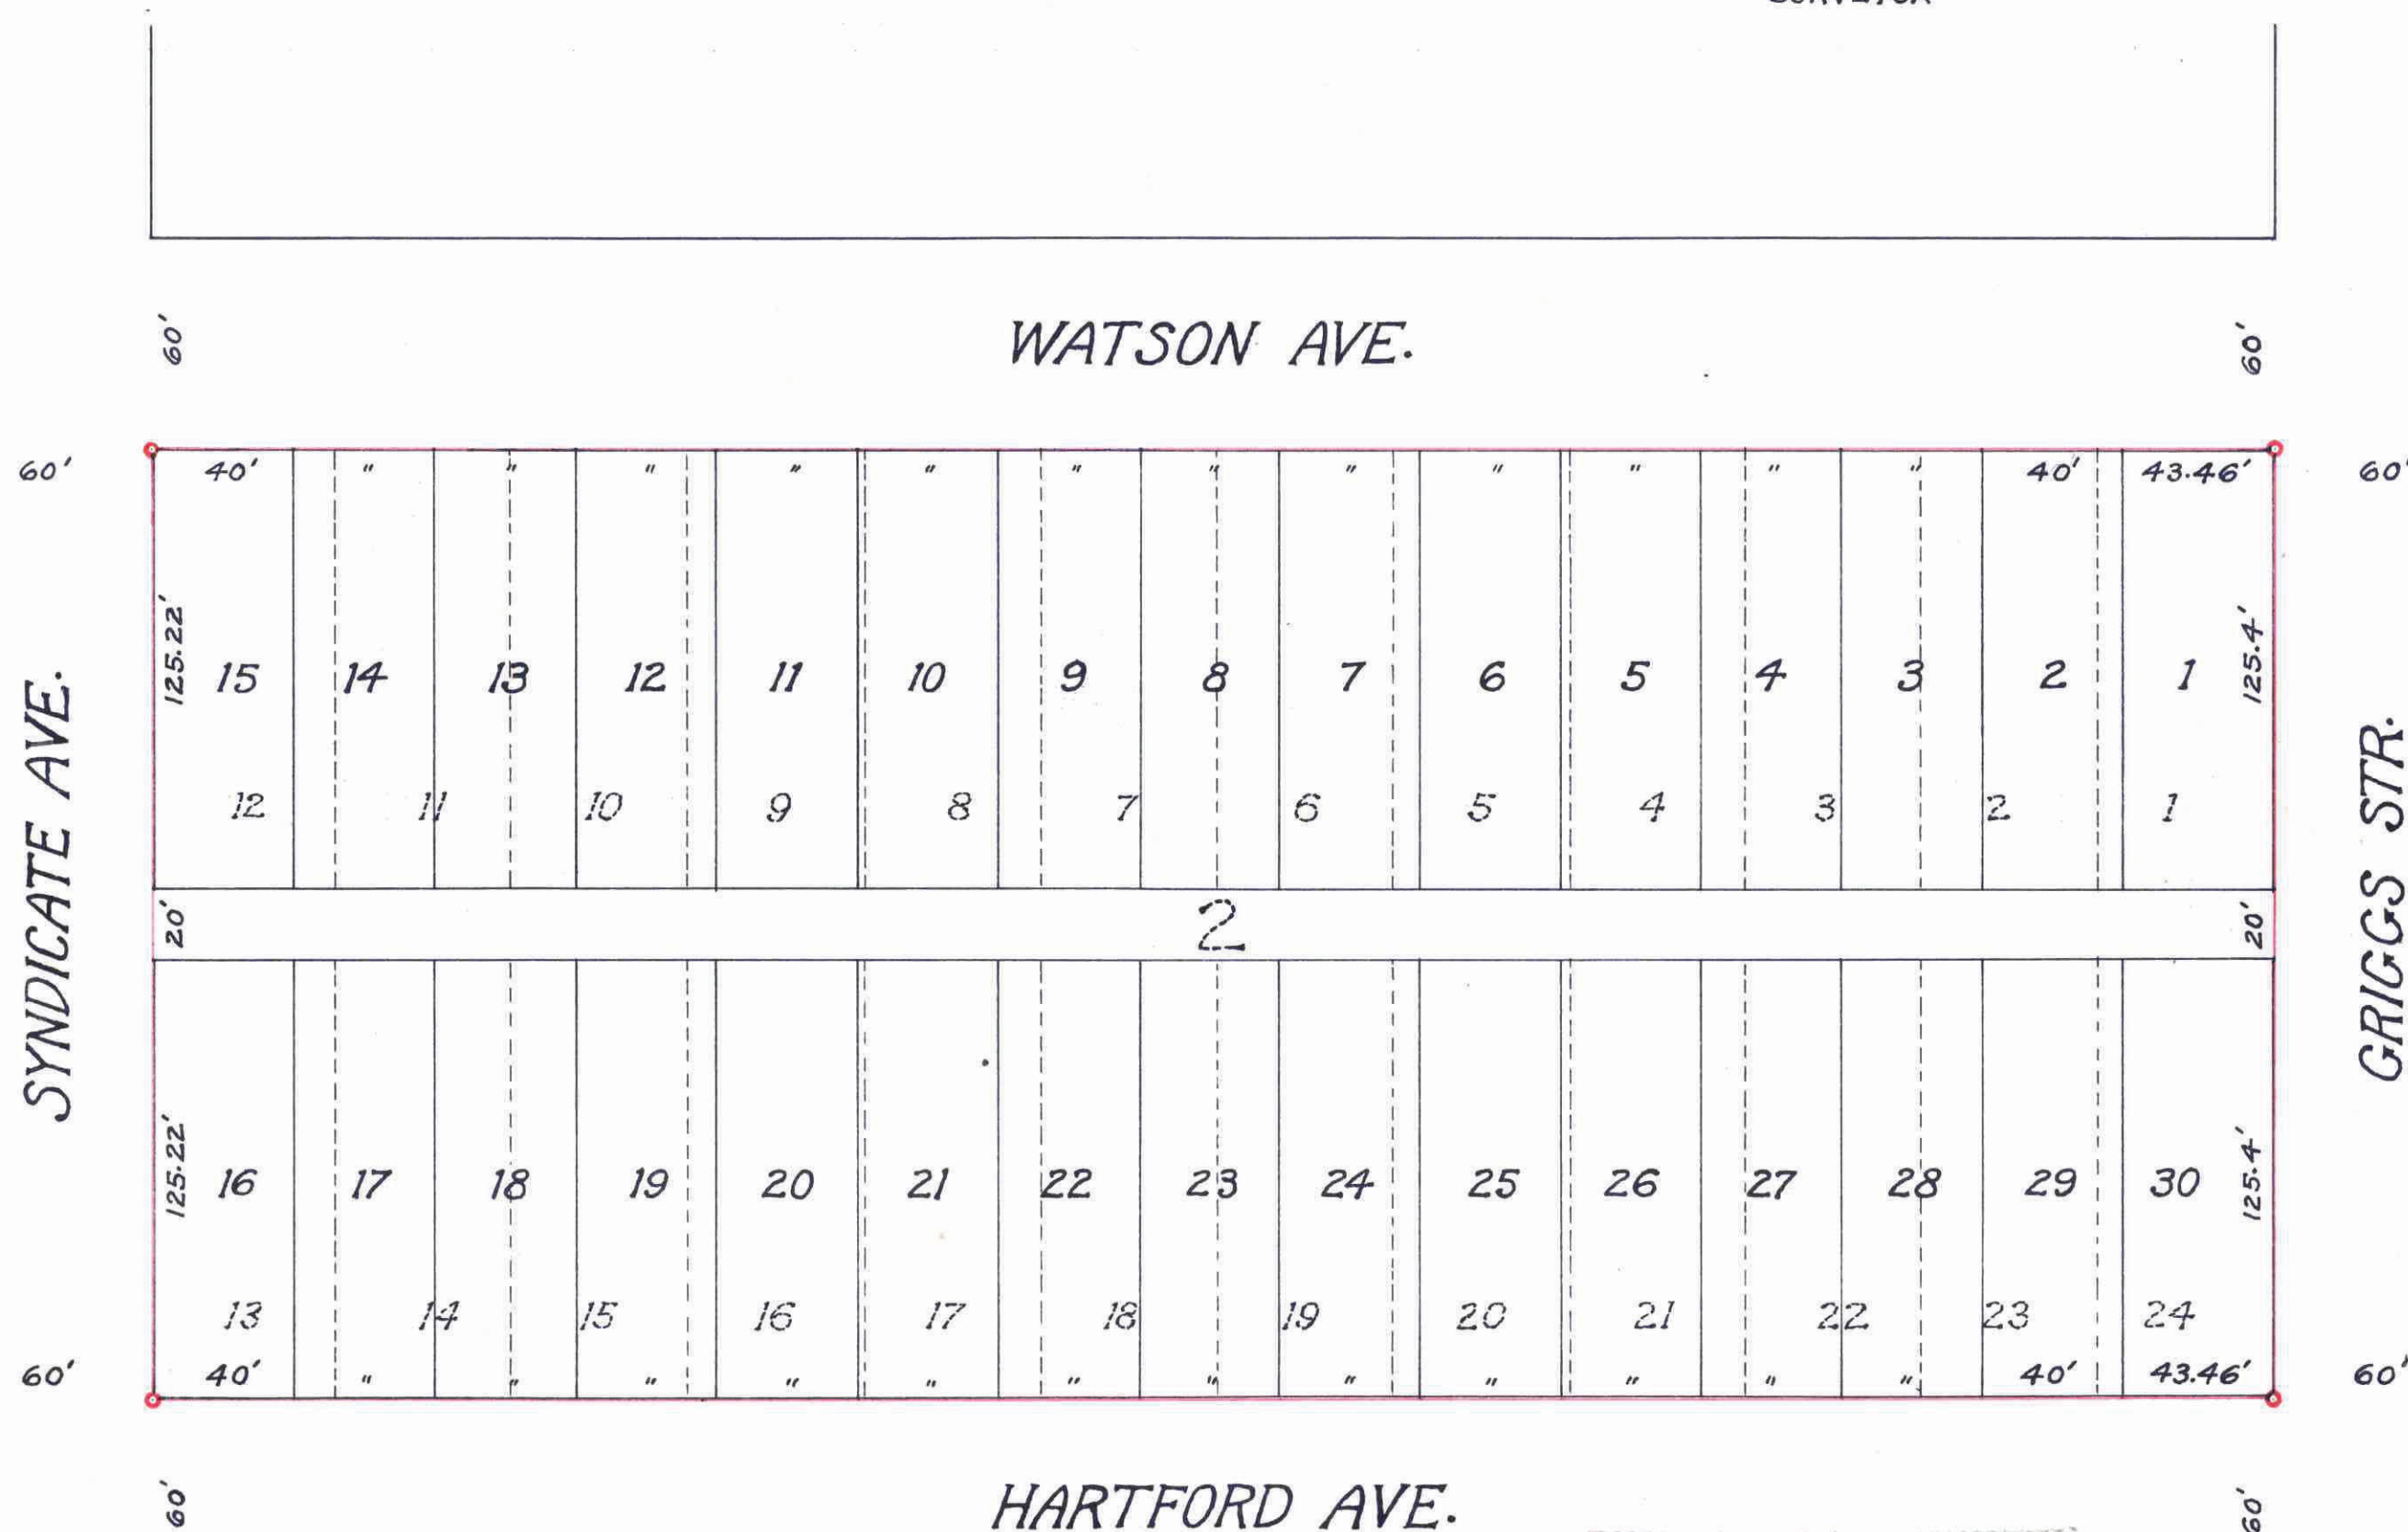 60' WATSON AVE. 60'
60' 40' " " " " " " " " " " " " 40' 43.46' 60'
SYNDICATE AVE.
125.22' 15 14 13 12 11 10 9 8 7 6 5 4 3 2 1 125.4'
12 11 10 9 8 7 6 5 4 3 2 1
GRIGGS STR.
20' 2 20'
125.22' 16 17 18 19 20 21 22 23 24 25 26 27 28 29 30 125.4'
13 14 15 16 17 18 19 20 21 22 23 24
60' 40' " " " " " " " " " " " " 40' 43.46' 60'
60' HARTFORD AVE. 60'